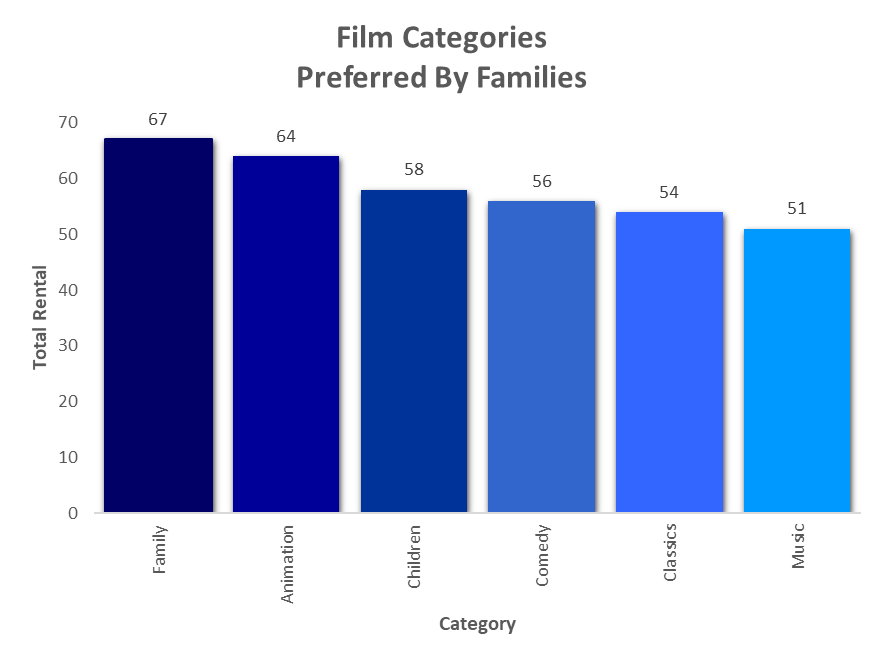 Film Categories
Preferred By Families
67
64
58
56
54
51
70
60
50
40
30
20
10
0
Total Rental
Family
Animation
Children
Comedy
Classics
Music
Category